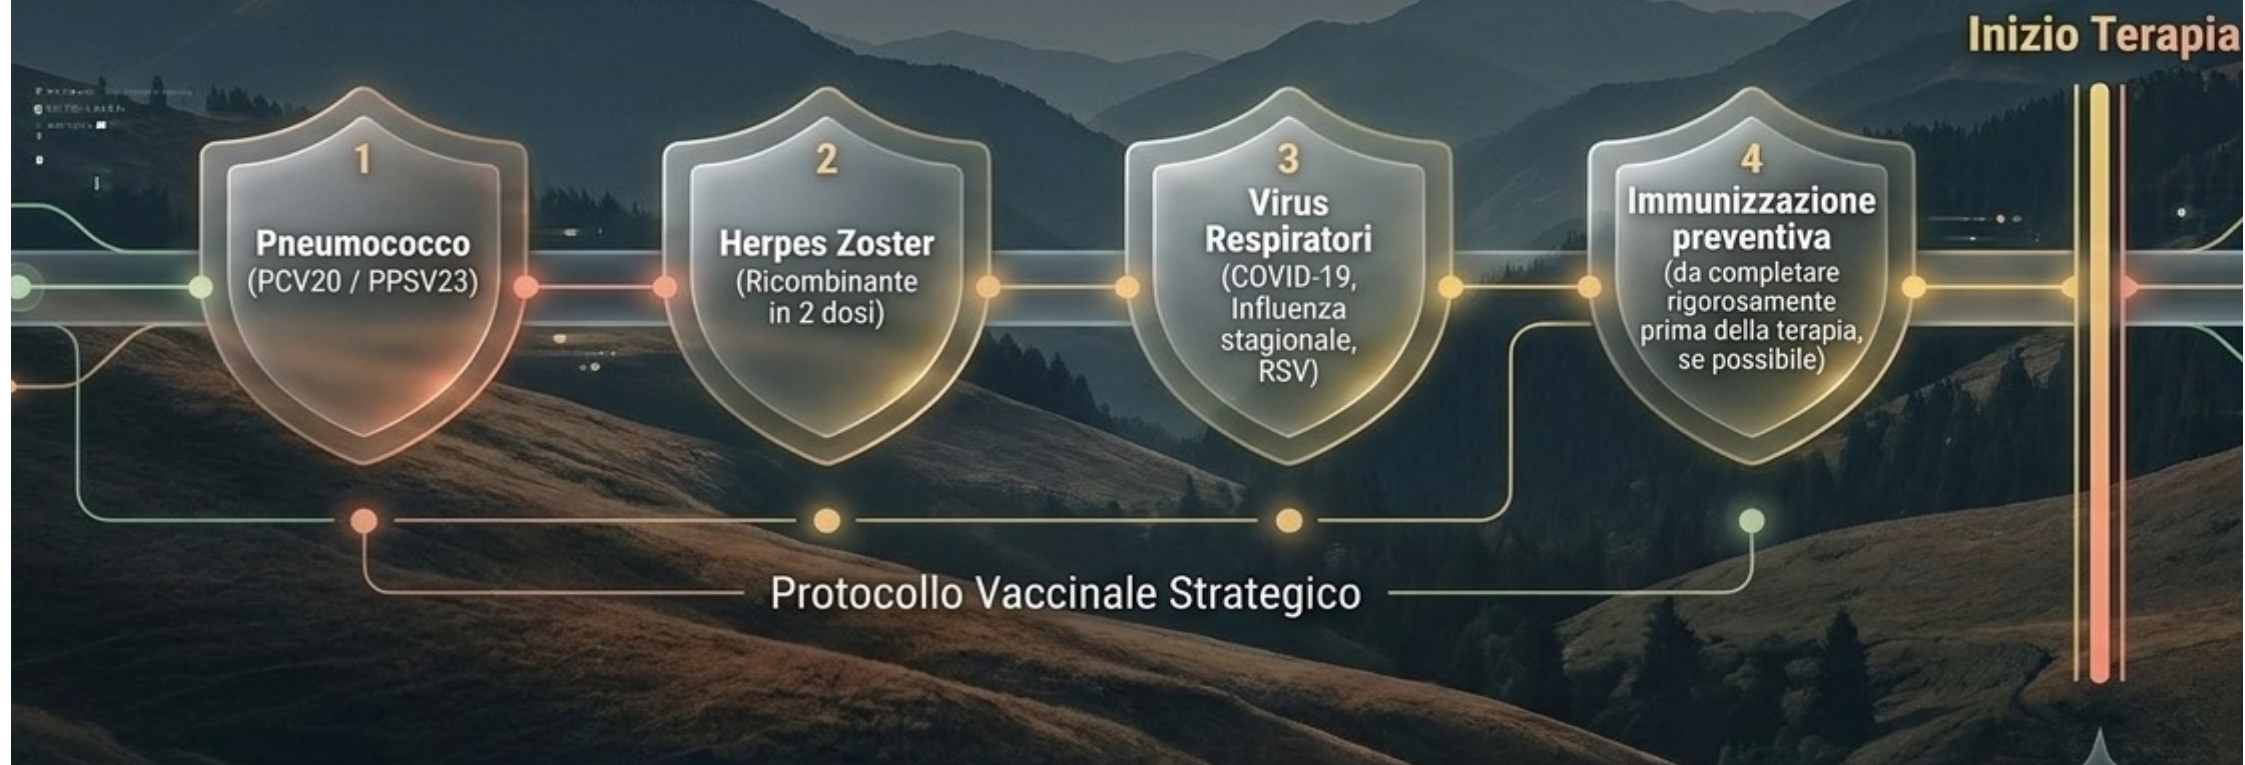 Inizio Terapia
1
Pneumococco
(PCV20 / PPSV23)
2
Herpes Zoster
(Ricombinante
in 2 dosi)
3
Virus
Respiratori
(COVID-19,
Influenza
stagionale,
RSV)
4
Immunizzazione
preventiva
(da completare
rigorosamente
prima della terapia,
se possibile)
Protocollo Vaccinale Strategico